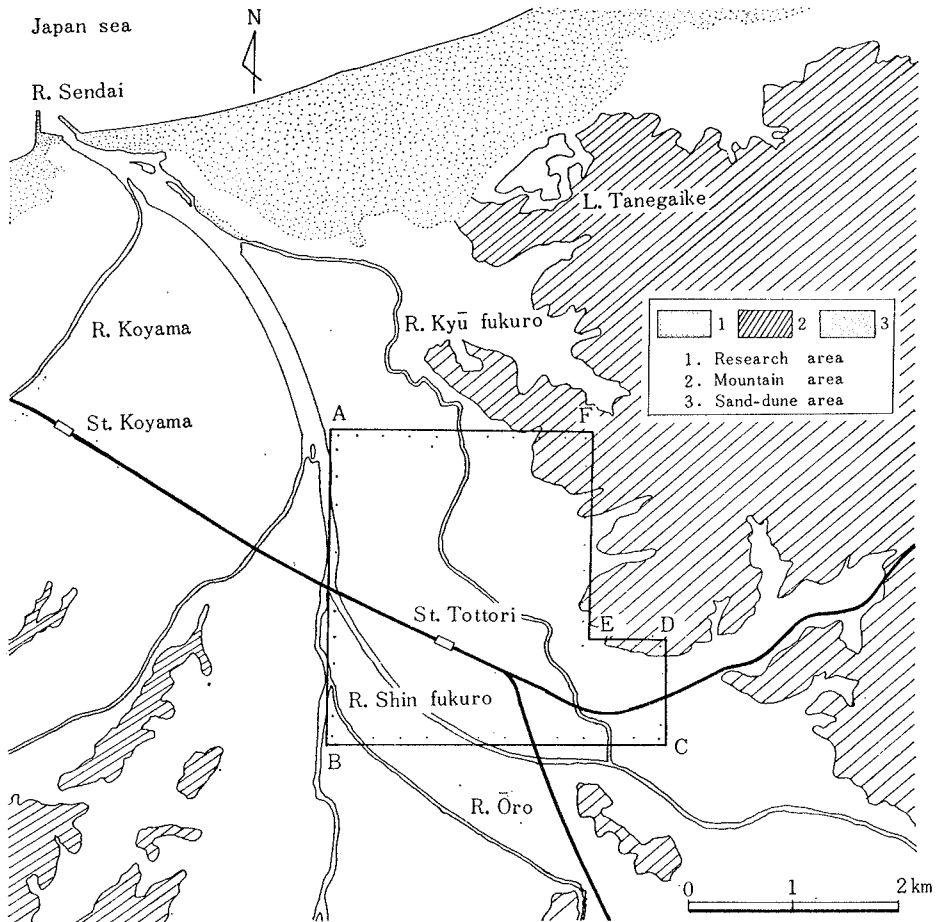 Japan sea
N
R. Sendai
L. Tanegaike
R. Kyū fukuro
R. Koyama
1 2 3
1. Research area
2. Mountain area
3. Sand-dune area
St. Koyama
A
F
St. Tottori
E
D
R. Shin fukuro
B
C
R. Ōro
0 1 2 km